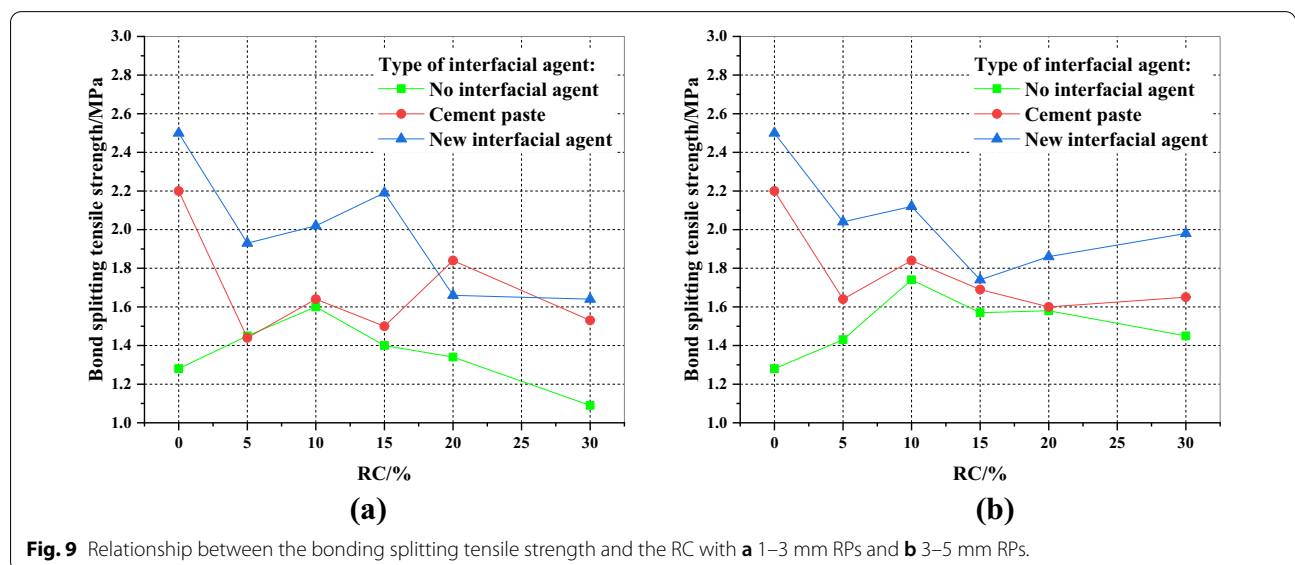 3.0
2.8
2.6
2.4
2.2
2.0
1.8
1.6
1.4
1.2
1.0
Bond splitting tensile strength/MPa
Type of interfacial agent:
No interfacial agent
Cement paste
New interfacial agent
0 5 10 15 20 25 30
RC/%
(a)
3.0
2.8
2.6
2.4
2.2
2.0
1.8
1.6
1.4
1.2
1.0
Bond splitting tensile strength/MPa
Type of interfacial agent:
No interfacial agent
Cement paste
New interfacial agent
0 5 10 15 20 25 30
RC/%
(b)
Fig. 9 Relationship between the bonding splitting tensile strength and the RC with a 1–3 mm RPs and b 3–5 mm RPs.